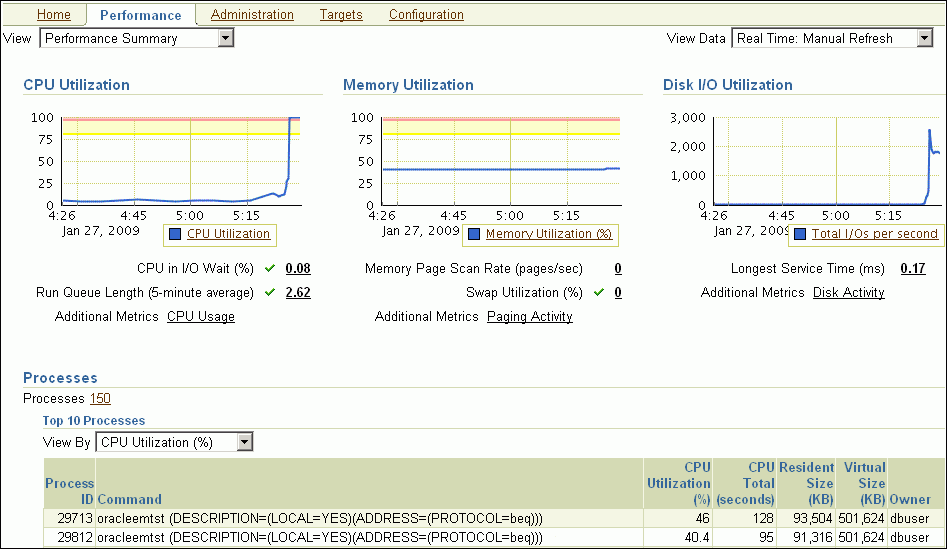 Home Performance Administration Targets Configuration
View Performance Summary View Data Real Time: Manual Refresh
CPU Utilization Memory Utilization Disk I/O Utilization
100 100 3,000
75 75
2,000
50 50
1,000
25 25
0 0 0
4:26 4:45 5:00 5:15 4:26 4:45 5:00 5:15 4:26 4:45 5:00 5:15
Jan 27, 2009 Jan 27, 2009 Jan 27, 200
CPU Utilization Memory Utilization (%) Total I/Os per second
CPU in I/O Wait (%) 0.08 Memory Page Scan Rate (pages/sec) 0 Longest Service Time (ms) 0.17
Run Queue Length (5-minute average) 2.62 Swap Utilization (%) 0 Additional Metrics Disk Activity
Additional Metrics CPU Usage Additional Metrics Paging Activity
Processes
Processes 150
Top 10 Processes
View By CPU Utilization (%)
CPU CPU Resident Virtual
Process Utilization Total Size Size
ID Command (%) (seconds) (KB) (KB) Owner
29713 oracleemtst (DESCRIPTION=(LOCAL=YES)(ADDRESS=(PROTOCOL=beq))) 46 128 93,504 501,624 dbuser
29812 oracleemtst (DESCRIPTION=(LOCAL=YES)(ADDRESS=(PROTOCOL=beq))) 40.4 95 91,316 501,624 dbuser